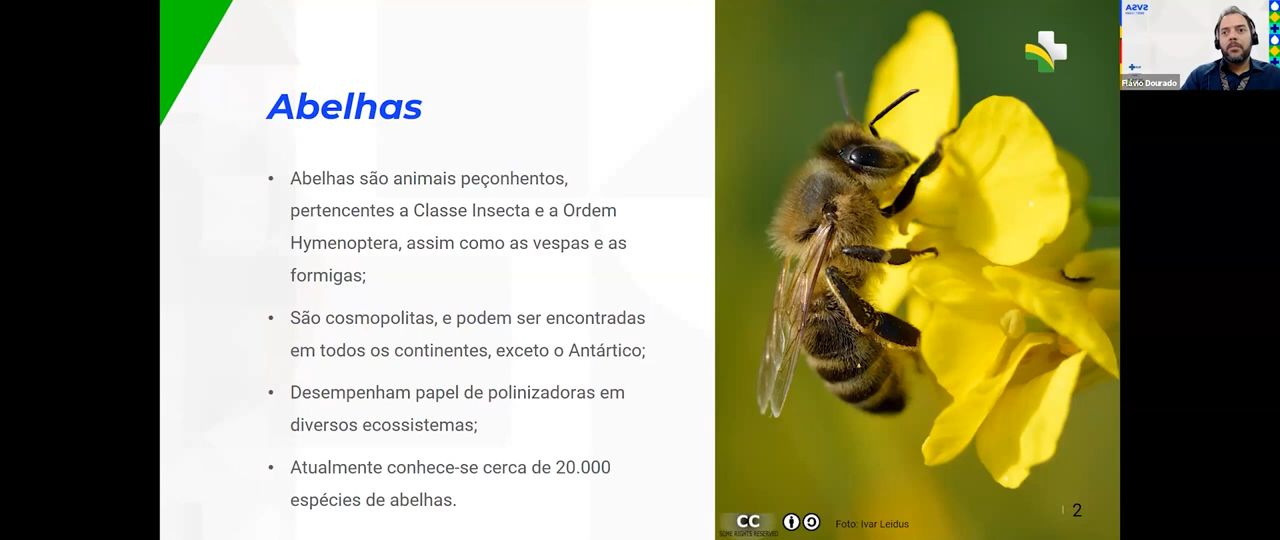 Abelhas
• Abelhas são animais peçonhentos,
pertencentes a Classe Insecta e a Ordem
Hymenoptera, assim como as vespas e as
formigas;
• São cosmopolitas, e podem ser encontradas
em todos os continentes, exceto o Antártico;
• Desempenham papel de polinizadoras em
diversos ecossistemas;
• Atualmente conhece-se cerca de 20.000
espécies de abelhas.
CC
SOME RIGHTS RESERVED
Foto: Ivar Leidus
2
Flávio Dourado